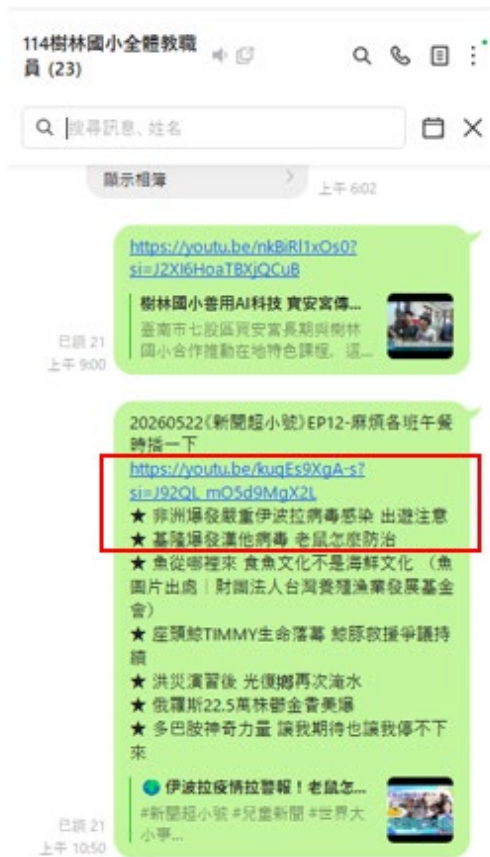 114樹林國小全體教職
員 (23)
搜尋訊息、姓名
顯示相簿
上午 6:02
https://youtu.be/nkBiRl1xOs0?
si=J2XI6HoaTBXjQCuB
樹林國小善用AI科技 寶安宮傳...
臺南市七股區寶安宮長期與樹林
國小合作推動在地特色課程，這...
已讀 21
上午 9:00
20260522《新聞超小號》EP12-麻煩各班午餐
時播一下
https://youtu.be/kuqEs9XgA-s?
si=J92QL_mO5d9MgX2L
★ 非洲爆發嚴重伊波拉病毒感染 出遊注意
★ 基隆爆發漢他病毒 老鼠怎麼防治
★ 魚從哪裡來 食魚文化不是海鮮文化 （魚
圖片出處｜財團法人台灣養殖漁業發展基金
會）
★ 座頭鯨TIMMY生命落幕 鯨豚救援爭議持
續
★ 洪災演習後 光復鄉再次淹水
★ 俄羅斯22.5萬株鬱金香美爆
★ 多巴胺神奇力量 讓我期待也讓我停不下
來
伊波拉疫情拉警報！老鼠怎...
#新聞超小號 #兒童新聞 #世界大
小事...
已讀 21
上午 10:50